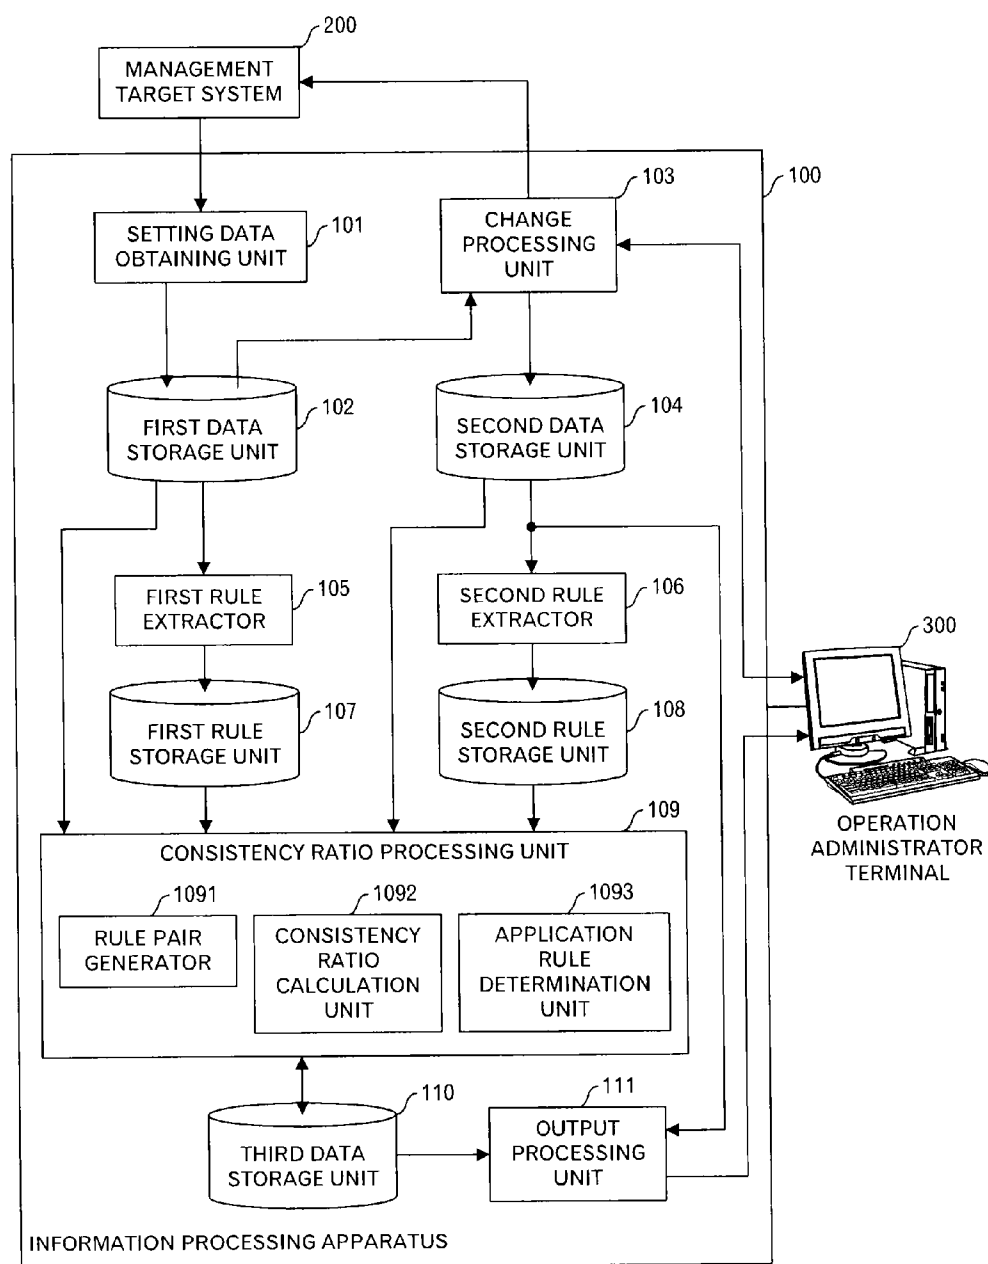 200
MANAGEMENT
TARGET SYSTEM
100
103
101
SETTING DATA
OBTAINING UNIT
CHANGE
PROCESSING
UNIT
102
104
FIRST DATA
STORAGE UNIT
SECOND DATA
STORAGE UNIT
105
106
FIRST RULE
EXTRACTOR
SECOND RULE
EXTRACTOR
300
107
108
FIRST RULE
STORAGE UNIT
SECOND RULE
STORAGE UNIT
109
OPERATION
ADMINISTRATOR
TERMINAL
CONSISTENCY RATIO PROCESSING UNIT
1091
1092
1093
RULE PAIR
GENERATOR
CONSISTENCY
RATIO
CALCULATION
UNIT
APPLICATION
RULE
DETERMINATION
UNIT
110
111
THIRD DATA
STORAGE UNIT
OUTPUT
PROCESSING
UNIT
INFORMATION PROCESSING APPARATUS